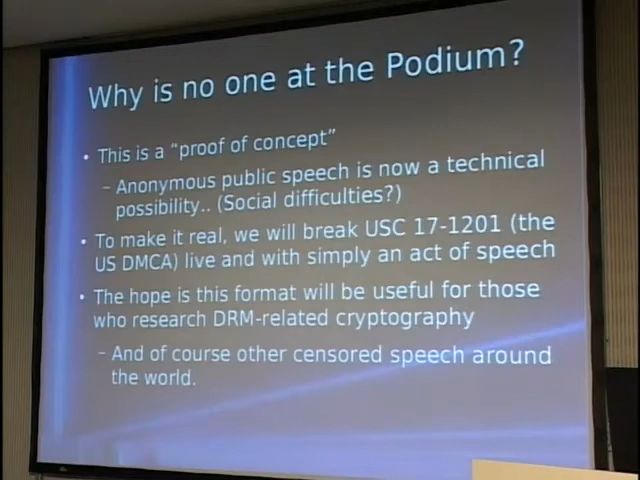 Why is no one at the Podium?
• This is a “proof of concept”
– Anonymous public speech is now a technical
possibility.. (Social difficulties?)
• To make it real, we will break USC 17-1201 (the
US DMCA) live and with simply an act of speech
• The hope is this format will be useful for those
who research DRM-related cryptography
– And of course other censored speech around
the world.